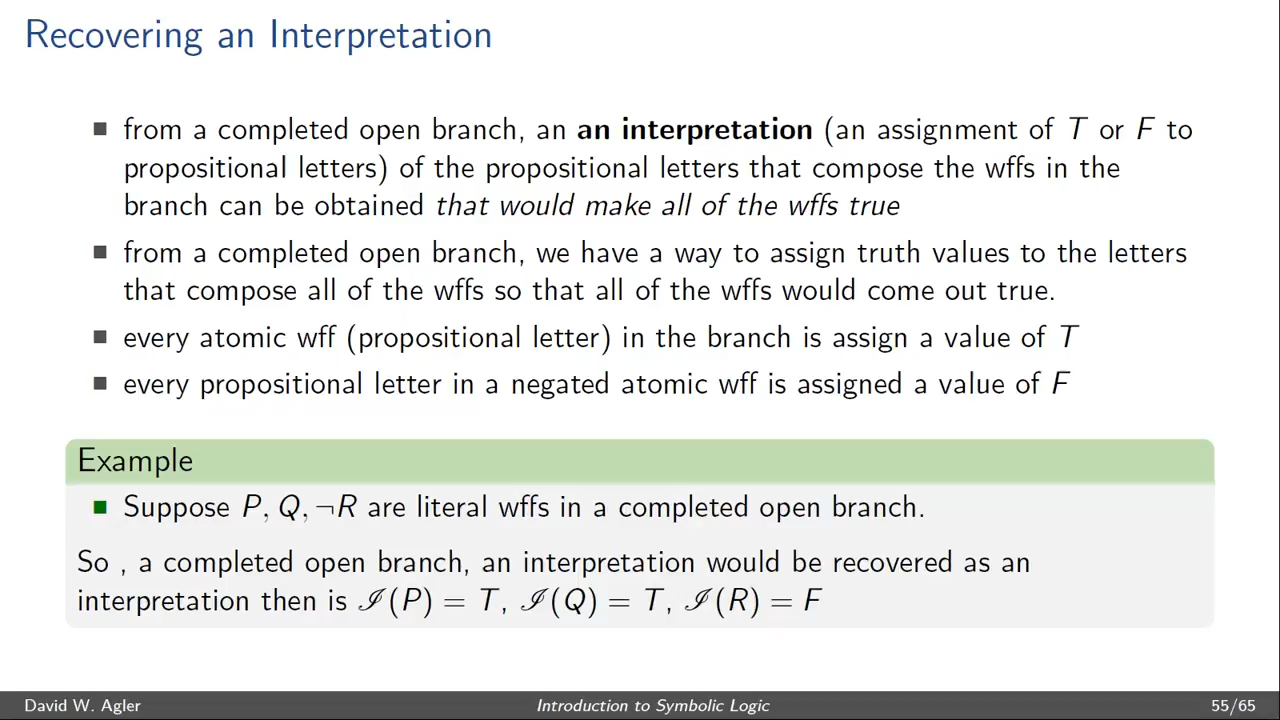 Recovering an Interpretation
from a completed open branch, an an interpretation (an assignment of T or F to
propositional letters) of the propositional letters that compose the wffs in the
branch can be obtained that would make all of the wffs true
from a completed open branch, we have a way to assign truth values to the letters
that compose all of the wffs so that all of the wffs would come out true.
every atomic wff (propositional letter) in the branch is assign a value of T
every propositional letter in a negated atomic wff is assigned a value of F
Example
Suppose P, Q, ¬R are literal wffs in a completed open branch.
So , a completed open branch, an interpretation would be recovered as an
interpretation then is ℐ(P) = T, ℐ(Q) = T, ℐ(R) = F
David W. Agler Introduction to Symbolic Logic 55/65